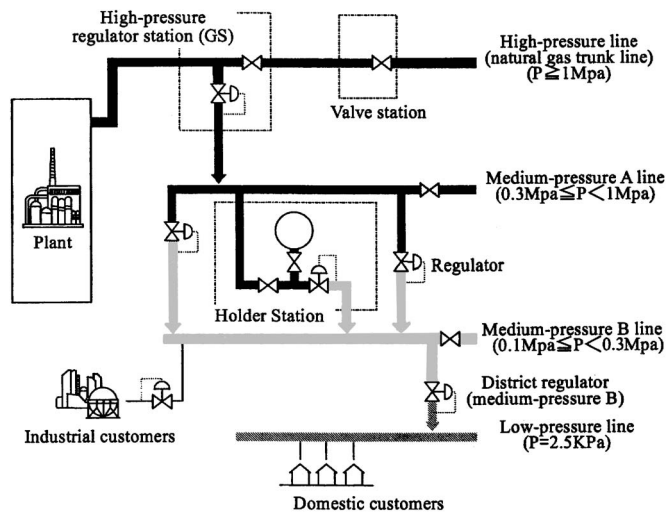 High-pressure
regulator station (GS)
High-pressure line
(natural gas trunk line)
(P≧1Mpa)
Valve station
Medium-pressure A line
(0.3Mpa≦P<1Mpa)
Plant
Regulator
Holder Station
Medium-pressure B line
(0.1Mpa≦P<0.3Mpa)
District regulator
(medium-pressure B)
Industrial customers
Low-pressure line
(P=2.5KPa)
Domestic customers